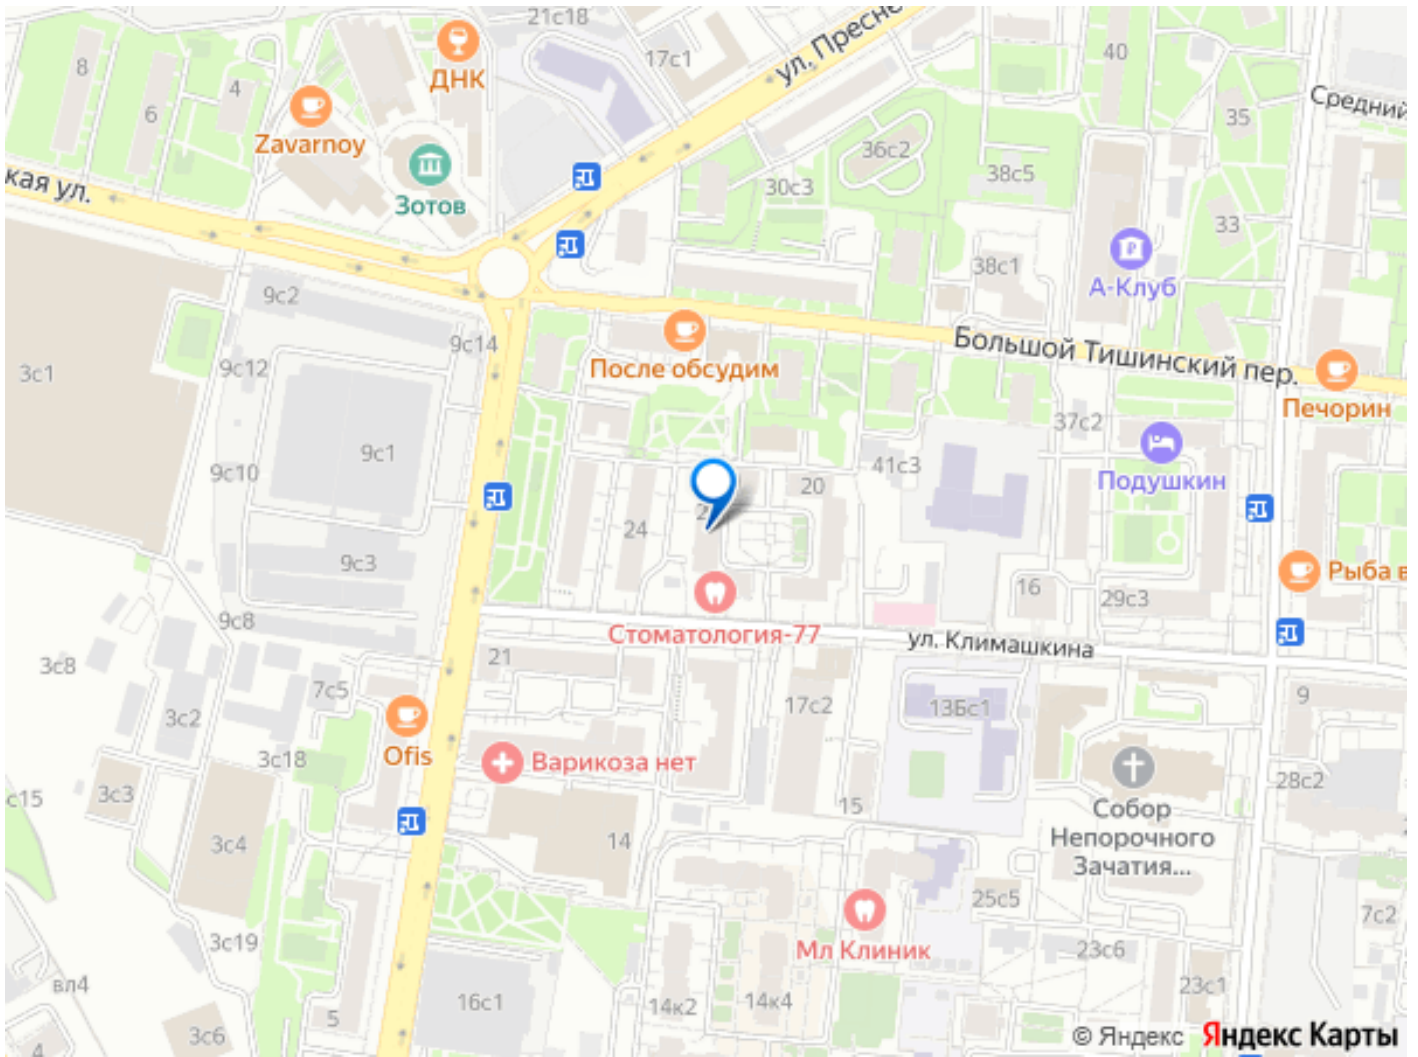 21с18
ДНК
17с1
ул. Пресне
40
8
4
6
Zavarnoy
Средний
35
36с2
38с5
30с3
кая ул.
Зотов
33
38с1
А-Клуб
9с2
9с14
Большой Тишинский пер.
3с1
9с12
После обсудим
Печорин
37с2
9с1
41с3
9с10
Подушкин
20
2
24
9с3
Рыба в
16
29с3
9с8
Стоматология-77
ул. Климашкина
3с8
21
7с5
9
17с2
13Бс1
3с2
Ofis
3с18
Варикоза нет
28с2
с15
3с3
15
Собор
Непорочного
Зачатия...
14
3с4
25с5
7с2
3с19
Мл Клиник
23с6
вл4
16с1
14к2
14к4
23с1
5
3с6
4
© Яндекс Яндекс Карты